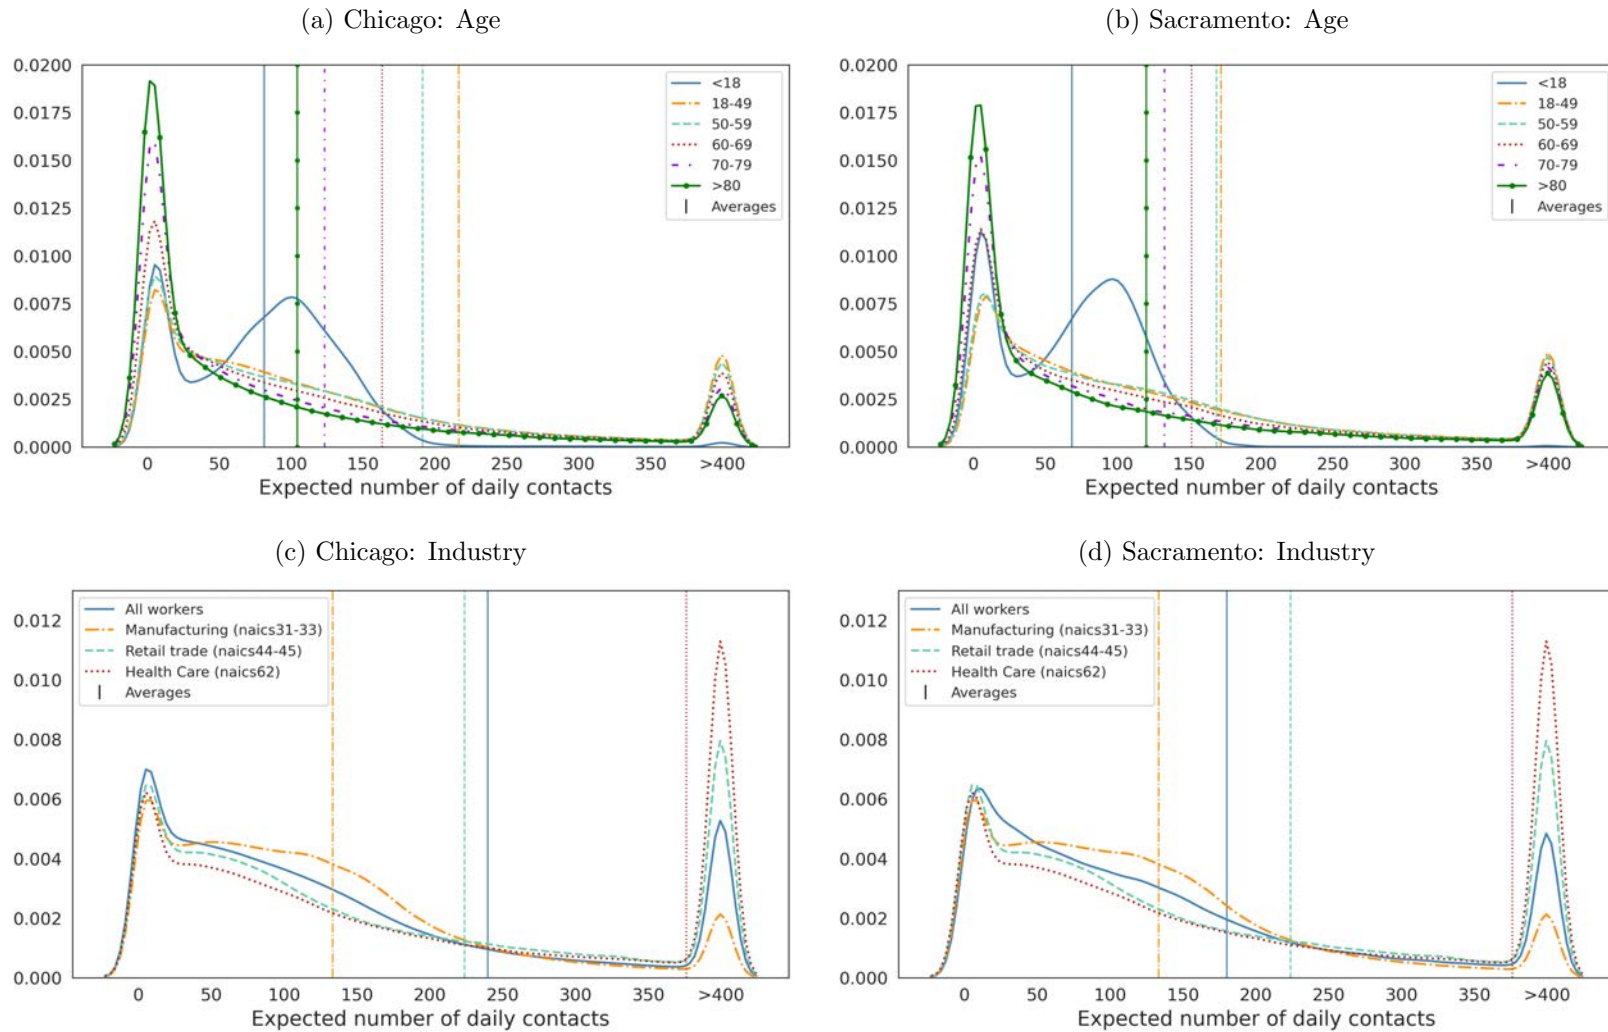 (a) Chicago: Age
0.0200
0.0175
0.0150
0.0125
0.0100
0.0075
0.0050
0.0025
0.0000
<18
18-49
50-59
60-69
70-79
>80
Averages
0 50 100 150 200 250 300 350 >400
Expected number of daily contacts
(b) Sacramento: Age
0.0200
0.0175
0.0150
0.0125
0.0100
0.0075
0.0050
0.0025
0.0000
<18
18-49
50-59
60-69
70-79
>80
Averages
0 50 100 150 200 250 300 350 >400
Expected number of daily contacts
(c) Chicago: Industry
0.012
0.010
0.008
0.006
0.004
0.002
0.000
All workers
Manufacturing (naics31-33)
Retail trade (naics44-45)
Health Care (naics62)
Averages
0 50 100 150 200 250 300 350 >400
Expected number of daily contacts
(d) Sacramento: Industry
0.012
0.010
0.008
0.006
0.004
0.002
0.000
All workers
Manufacturing (naics31-33)
Retail trade (naics44-45)
Health Care (naics62)
Averages
0 50 100 150 200 250 300 350 >400
Expected number of daily contacts